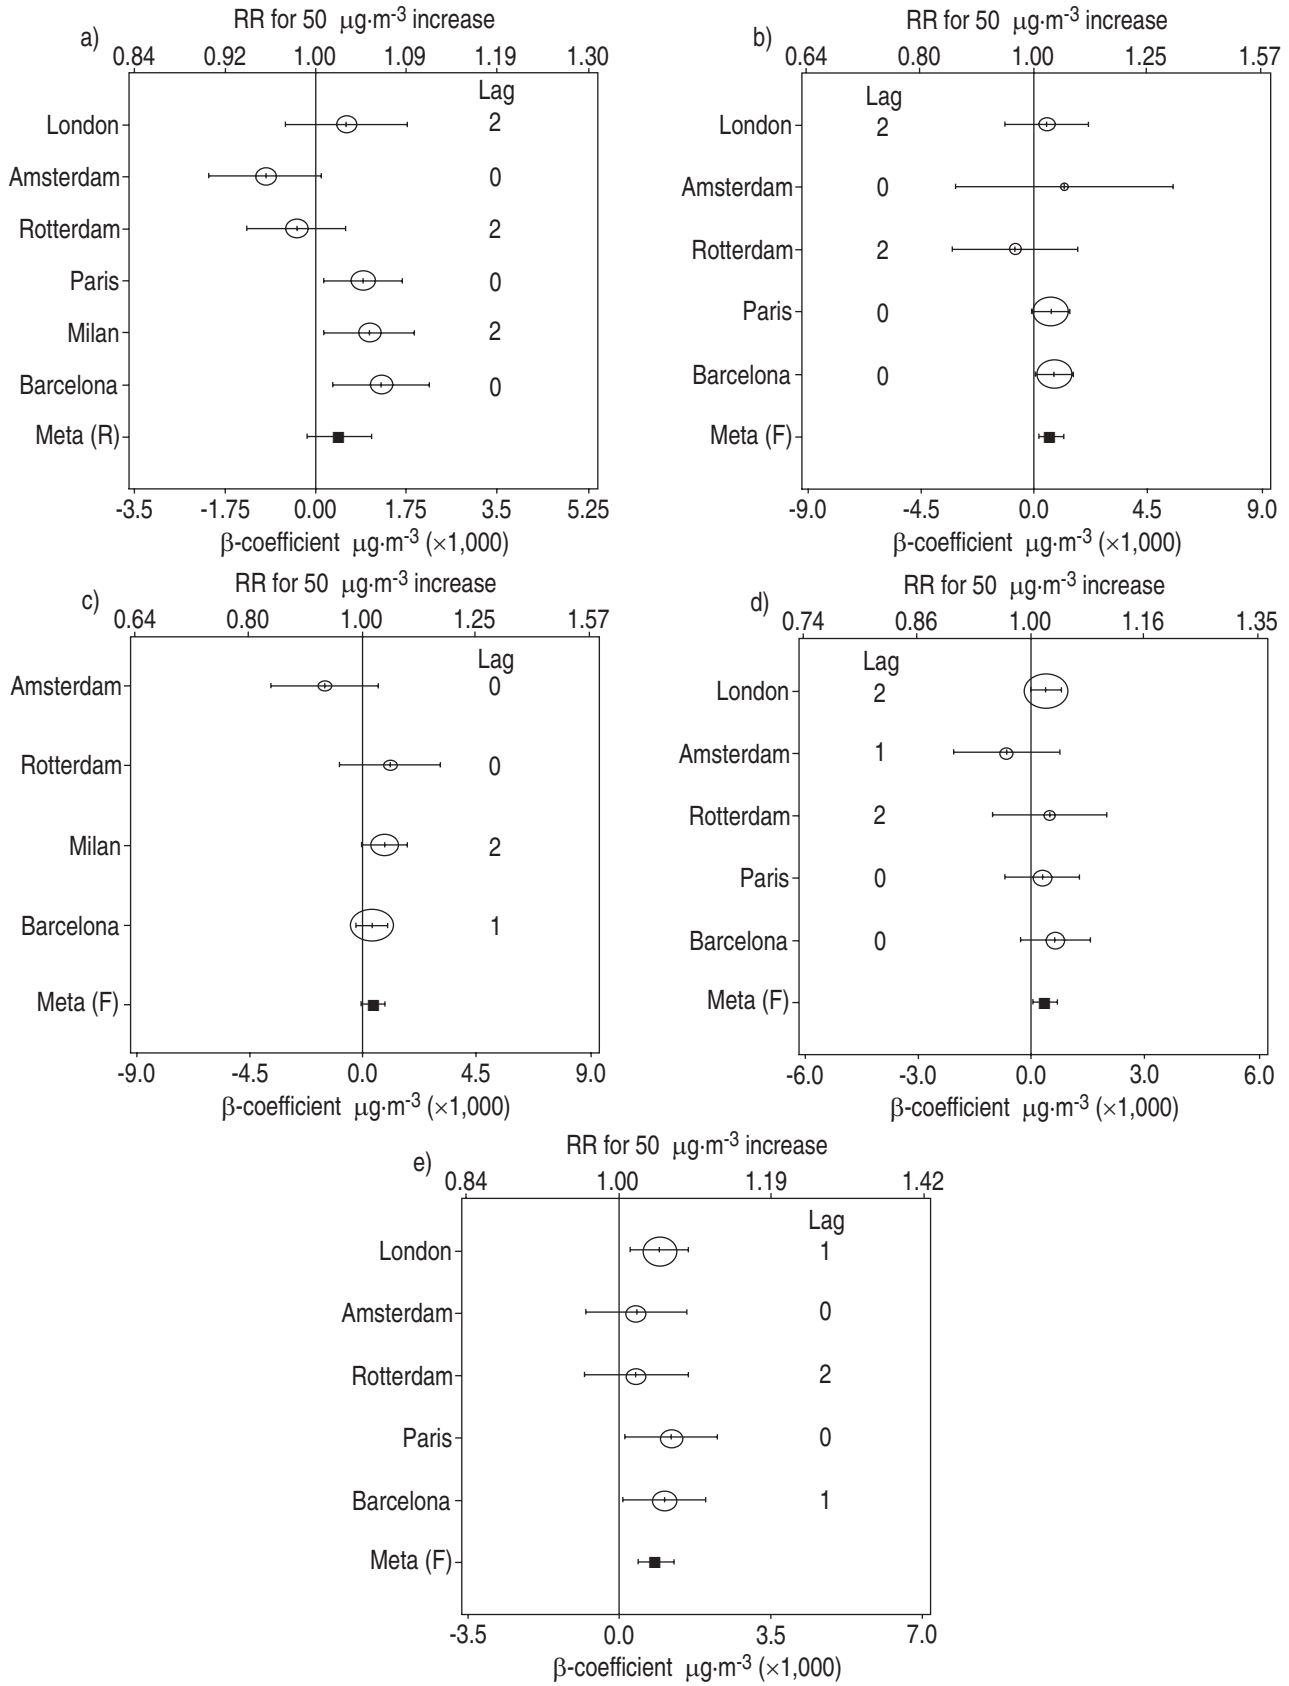 a)
RR for 50 μg·m-3 increase
0.84 0.92 1.00 1.09 1.19 1.30
Lag
London 2
Amsterdam 0
Rotterdam 2
Paris 0
Milan 2
Barcelona 0
Meta (R)
-3.5 -1.75 0.00 1.75 3.5 5.25
β-coefficient μg·m-3 (×1,000)
b)
RR for 50 μg·m-3 increase
0.64 0.80 1.00 1.25 1.57
Lag
London 2
Amsterdam 0
Rotterdam 2
Paris 0
Barcelona 0
Meta (F)
-9.0 -4.5 0.0 4.5 9.0
β-coefficient μg·m-3 (×1,000)
c)
RR for 50 μg·m-3 increase
0.64 0.80 1.00 1.25 1.57
Lag
Amsterdam 0
Rotterdam 0
Milan 2
Barcelona 1
Meta (F)
-9.0 -4.5 0.0 4.5 9.0
β-coefficient μg·m-3 (×1,000)
d)
RR for 50 μg·m-3 increase
0.74 0.86 1.00 1.16 1.35
Lag
London 2
Amsterdam 1
Rotterdam 2
Paris 0
Barcelona 0
Meta (F)
-6.0 -3.0 0.0 3.0 6.0
β-coefficient μg·m-3 (×1,000)
e)
RR for 50 μg·m-3 increase
0.84 1.00 1.19 1.42
Lag
London 1
Amsterdam 0
Rotterdam 2
Paris 0
Barcelona 1
Meta (F)
-3.5 0.0 3.5 7.0
β-coefficient μg·m-3 (×1,000)